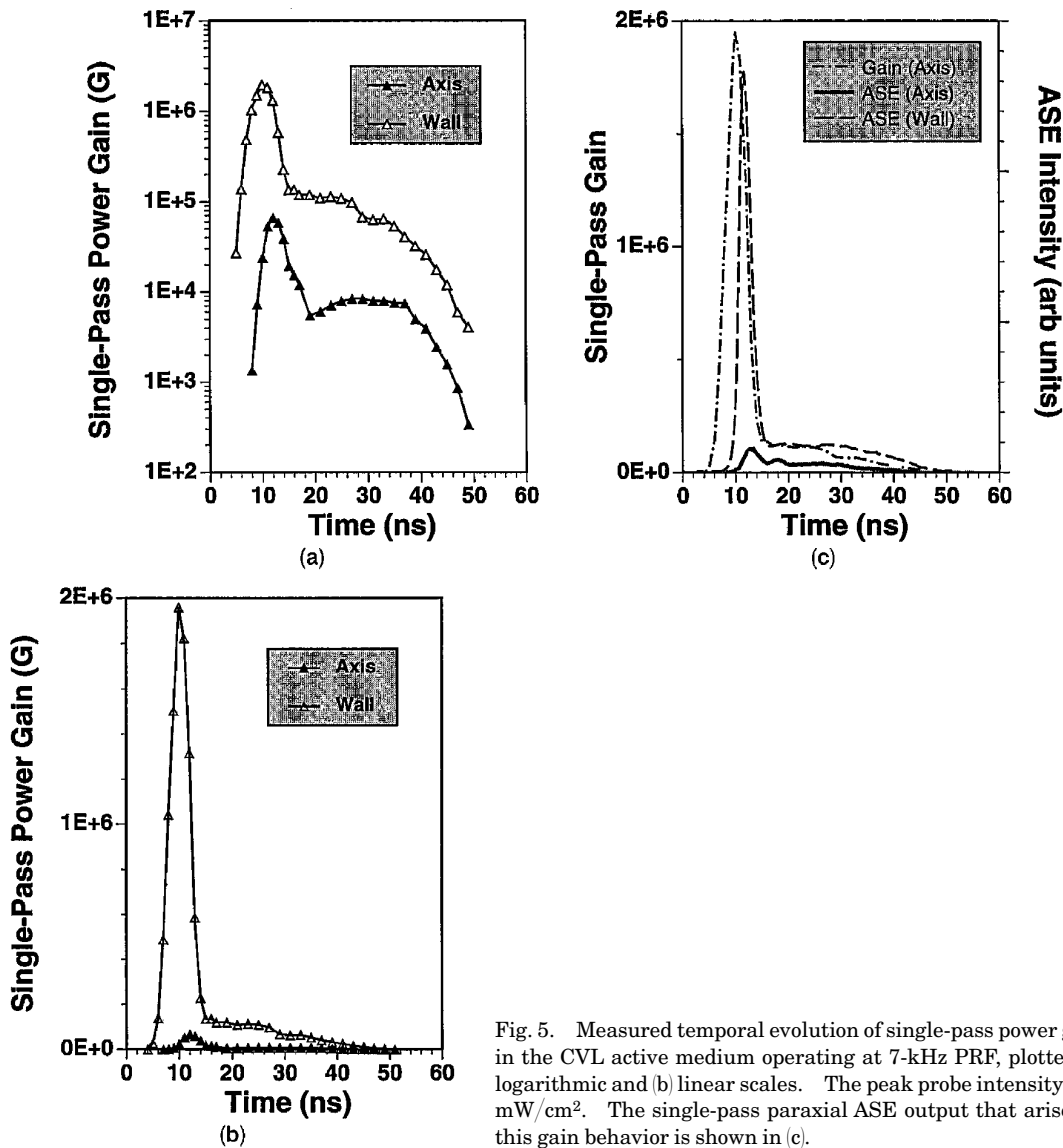 1E+7
1E+6
1E+5
1E+4
1E+3
1E+2
Single-Pass Power Gain (G)
Axis
Wall
0 10 20 30 40 50 60
Time (ns)
(a)
2E+6
1E+6
0E+0
Single-Pass Gain
ASE Intensity (arb units)
Gain (Axis)
ASE (Axis)
ASE (Wall)
0 10 20 30 40 50 60
Time (ns)
(c)
2E+6
1E+6
0E+0
Single-Pass Power Gain (G)
Axis
Wall
0 10 20 30 40 50 60
Time (ns)
(b)
Fig. 5. Measured temporal evolution of single-pass power
in the CVL active medium operating at 7-kHz PRF, plotte
logarithmic and (b) linear scales. The peak probe intensity
mW/cm². The single-pass paraxial ASE output that aris
this gain behavior is shown in (c).